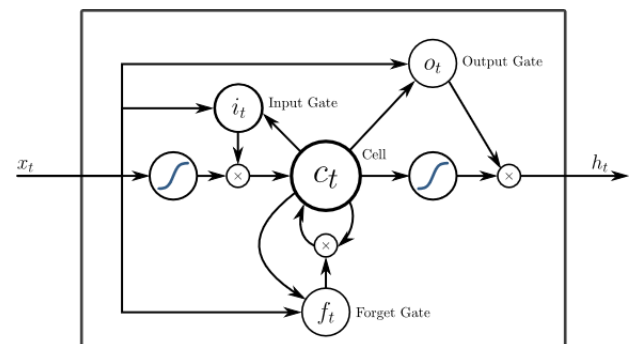 o_t Output Gate
i_t Input Gate
Cell
x_t
c_t
h_t
×
×
×
f_t Forget Gate